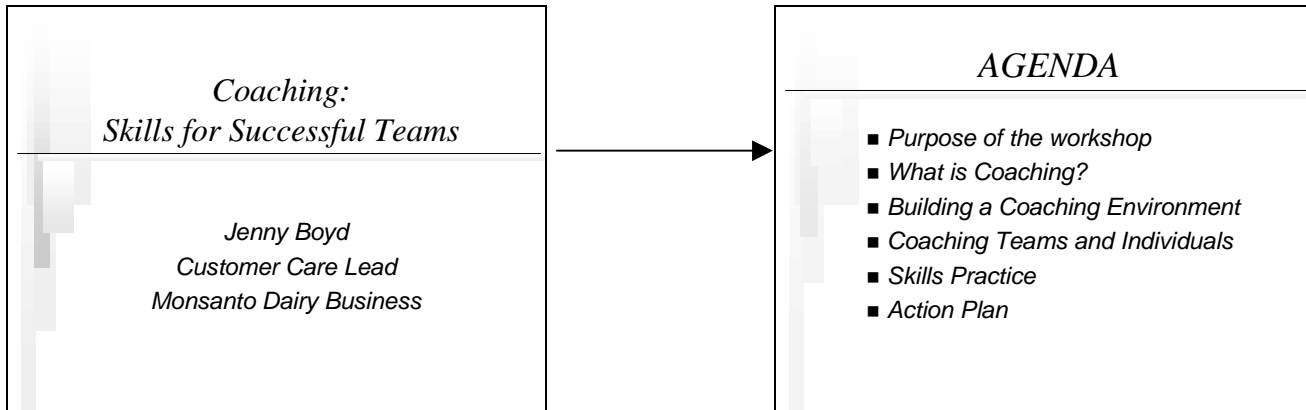 Coaching:
Skills for Successful Teams
Jenny Boyd
Customer Care Lead
Monsanto Dairy Business
AGENDA
■ Purpose of the workshop
■ What is Coaching?
■ Building a Coaching Environment
■ Coaching Teams and Individuals
■ Skills Practice
■ Action Plan